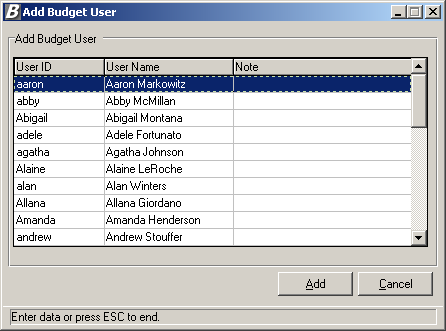 B Add Budget User
Add Budget User
User ID User Name Note
aaron Aaron Markowitz
abby Abby McMillan
Abigail Abigail Montana
adele Adele Fortunato
agatha Agatha Johnson
Alaine Alaine LeRoche
alan Alan Winters
Allana Allana Giordano
Amanda Amanda Henderson
andrew Andrew Stouffer
Add Cancel
Enter data or press ESC to end.